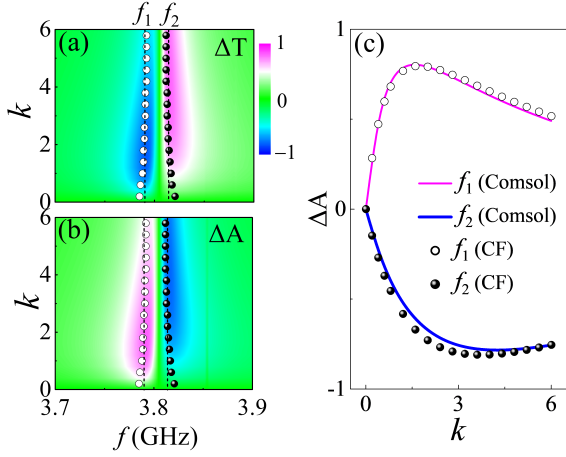 f₁ f₂
(a) ΔT
6
4
2
0
k
1
0
−1
(b) ΔA
6
4
2
0
k
3.7 3.8 3.9
f (GHz)
(c)
1
0
-1
ΔA
f₁ (Comsol)
f₂ (Comsol)
f₁ (CF)
f₂ (CF)
0 3 6
k